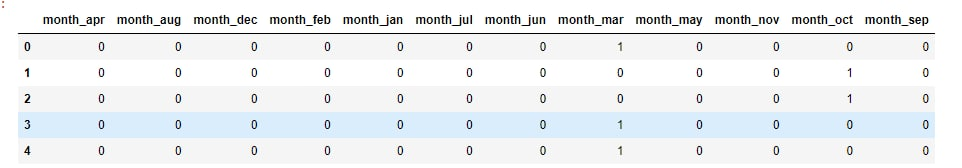 :
month_apr month_aug month_dec month_feb month_jan month_jul month_jun month_mar month_may month_nov month_oct month_sep
0 0 0 0 0 0 0 0 1 0 0 0 0
1 0 0 0 0 0 0 0 0 0 0 1 0
2 0 0 0 0 0 0 0 0 0 0 1 0
3 0 0 0 0 0 0 0 1 0 0 0 0
4 0 0 0 0 0 0 0 1 0 0 0 0